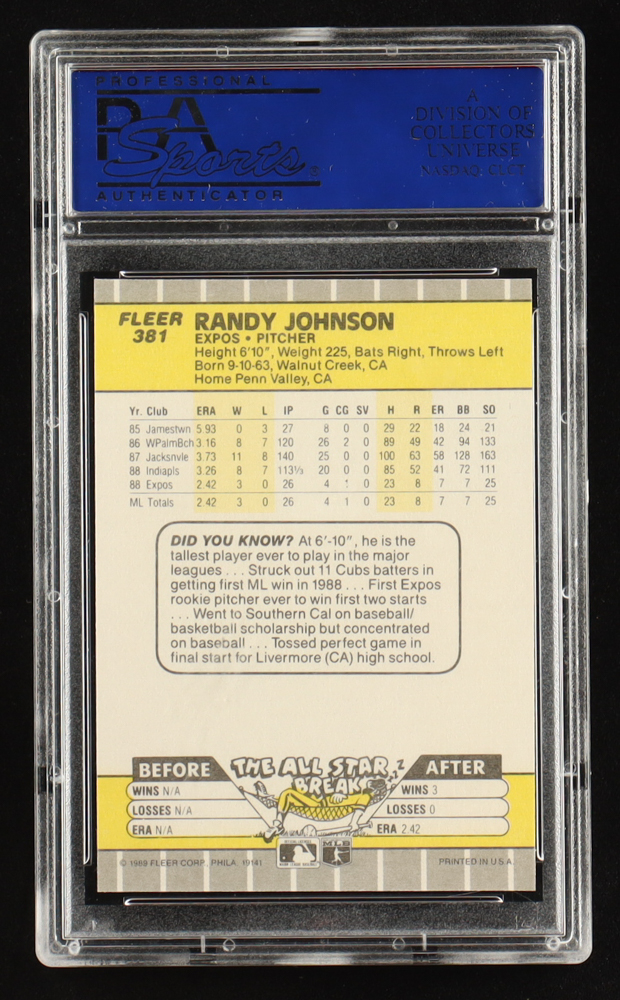 PROFESSIONAL
PSA
Sports®
AUTHENTICATOR
A
DIVISION OF
COLLECTORS
UNIVERSE
NASDAQ: CLCT
FLEER
381
RANDY JOHNSON
EXPOS • PITCHER
Height 6'10", Weight 225, Bats Right, Throws Left
Born 9-10-63, Walnut Creek, CA
Home Penn Valley, CA
Yr. Club ERA W L IP G CG SV H R ER BB SO
85 Jamestwn 5.93 0 3 27 8 0 0 29 22 18 24 21
86 WPalmBch 3.16 8 7 120 26 2 0 89 49 42 94 133
87 Jacksnvle 3.73 11 8 140 25 0 0 100 63 58 128 163
88 Indiapls 3.26 8 7 113⅓ 20 0 0 85 52 41 72 111
88 Expos 2.42 3 0 26 4 1 0 23 8 7 7 25
ML Totals 2.42 3 0 26 4 1 0 23 8 7 7 25
DID YOU KNOW? At 6'-10", he is the
tallest player ever to play in the major
leagues . . . Struck out 11 Cubs batters in
getting first ML win in 1988 . . . First Expos
rookie pitcher ever to win first two starts
. . . Went to Southern Cal on baseball/
basketball scholarship but concentrated
on baseball . . . Tossed perfect game in
final start for Livermore (CA) high school.
BEFORE THE ALL STAR BREAK AFTER
WINS N/A WINS 3
LOSSES N/A LOSSES 0
ERA N/A ERA 2.42
MLB
© 1989 FLEER CORP., PHILA. 19141 PRINTED IN U.S.A.